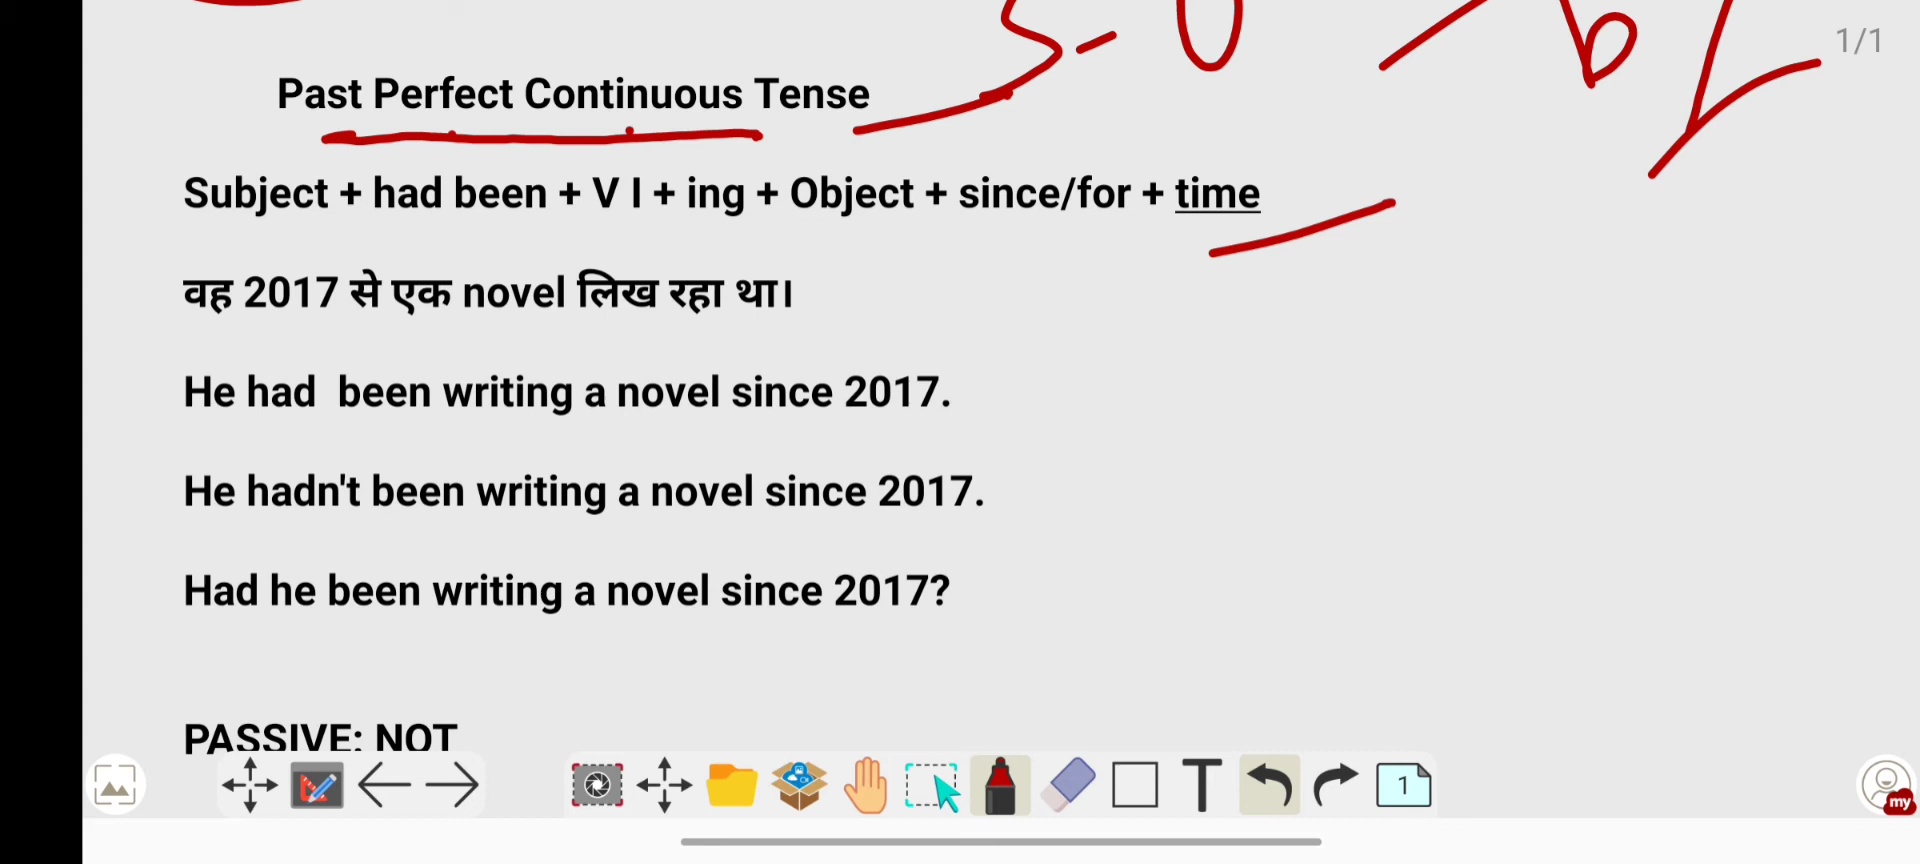 1/1
Past Perfect Continuous Tense
Subject + had been + V I + ing + Object + since/for + time
वह 2017 से एक novel लिख रहा था।
He had  been writing a novel since 2017.
He hadn't been writing a novel since 2017.
Had he been writing a novel since 2017?
PASSIVE: NOT
T
1
my